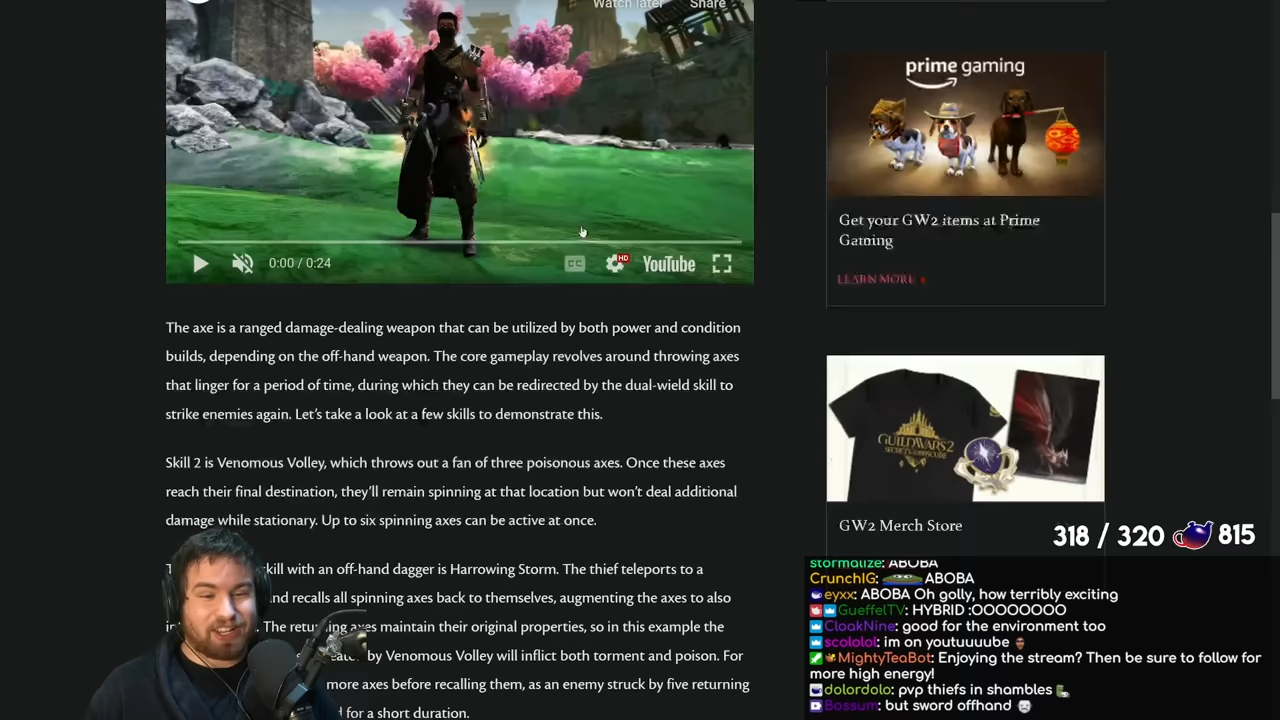 Watch later Share
0:00 / 0:24 CC HD YouTube
The axe is a ranged damage-dealing weapon that can be utilized by both power and condition
builds, depending on the off-hand weapon. The core gameplay revolves around throwing axes
that linger for a period of time, during which they can be redirected by the dual-wield skill to
strike enemies again. Let's take a look at a few skills to demonstrate this.
Skill 2 is Venomous Volley, which throws out a fan of three poisonous axes. Once these axes
reach their final destination, they'll remain spinning at that location but won't deal additional
damage while stationary. Up to six spinning axes can be active at once.
skill with an off-hand dagger is Harrowing Storm. The thief teleports to a
and recalls all spinning axes back to themselves, augmenting the axes to also
The returning axes maintain their original properties, so in this example the
by Venomous Volley will inflict both torment and poison. For
more axes before recalling them, as an enemy struck by five returning
for a short duration.
prime gaming
Get your GW2 items at Prime
Gaming
LEARN MORE
GUILDWARS2
GW2 Merch Store
318 / 320 815
stormalize: ABOBA
CrunchIG: ABOBA
eyxx: ABOBA Oh golly, how terribly exciting
GueffelTV: HYBRID :OOOOOOOO
CloakNine: good for the environment too
scololol: im on youtuuuube
MightyTeaBot: Enjoying the stream? Then be sure to follow for
more high energy!
dolordolo: pvp thiefs in shambles
Bossum: but sword offhand